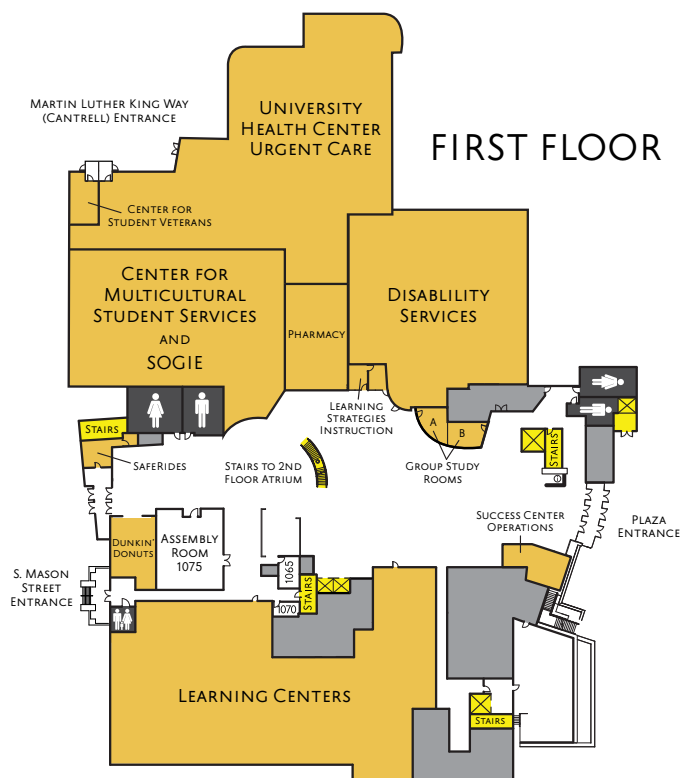 FIRST FLOOR
MARTIN LUTHER KING WAY
(CANTRELL) ENTRANCE
UNIVERSITY
HEALTH CENTER
URGENT CARE
CENTER FOR
STUDENT VETERANS
CENTER FOR
MULTICULTURAL
STUDENT SERVICES
AND
SOGIE
PHARMACY
DISABLILITY
SERVICES
LEARNING
STRATEGIES
INSTRUCTION
A
B
GROUP STUDY
ROOMS
STAIRS
SAFERIDES
STAIRS TO 2ND
FLOOR ATRIUM
STAIRS
SUCCESS CENTER
OPERATIONS
PLAZA
ENTRANCE
DUNKIN'
DONUTS
ASSEMBLY
ROOM
1075
S. MASON
STREET
ENTRANCE
1065
1070
STAIRS
LEARNING CENTERS
STAIRS